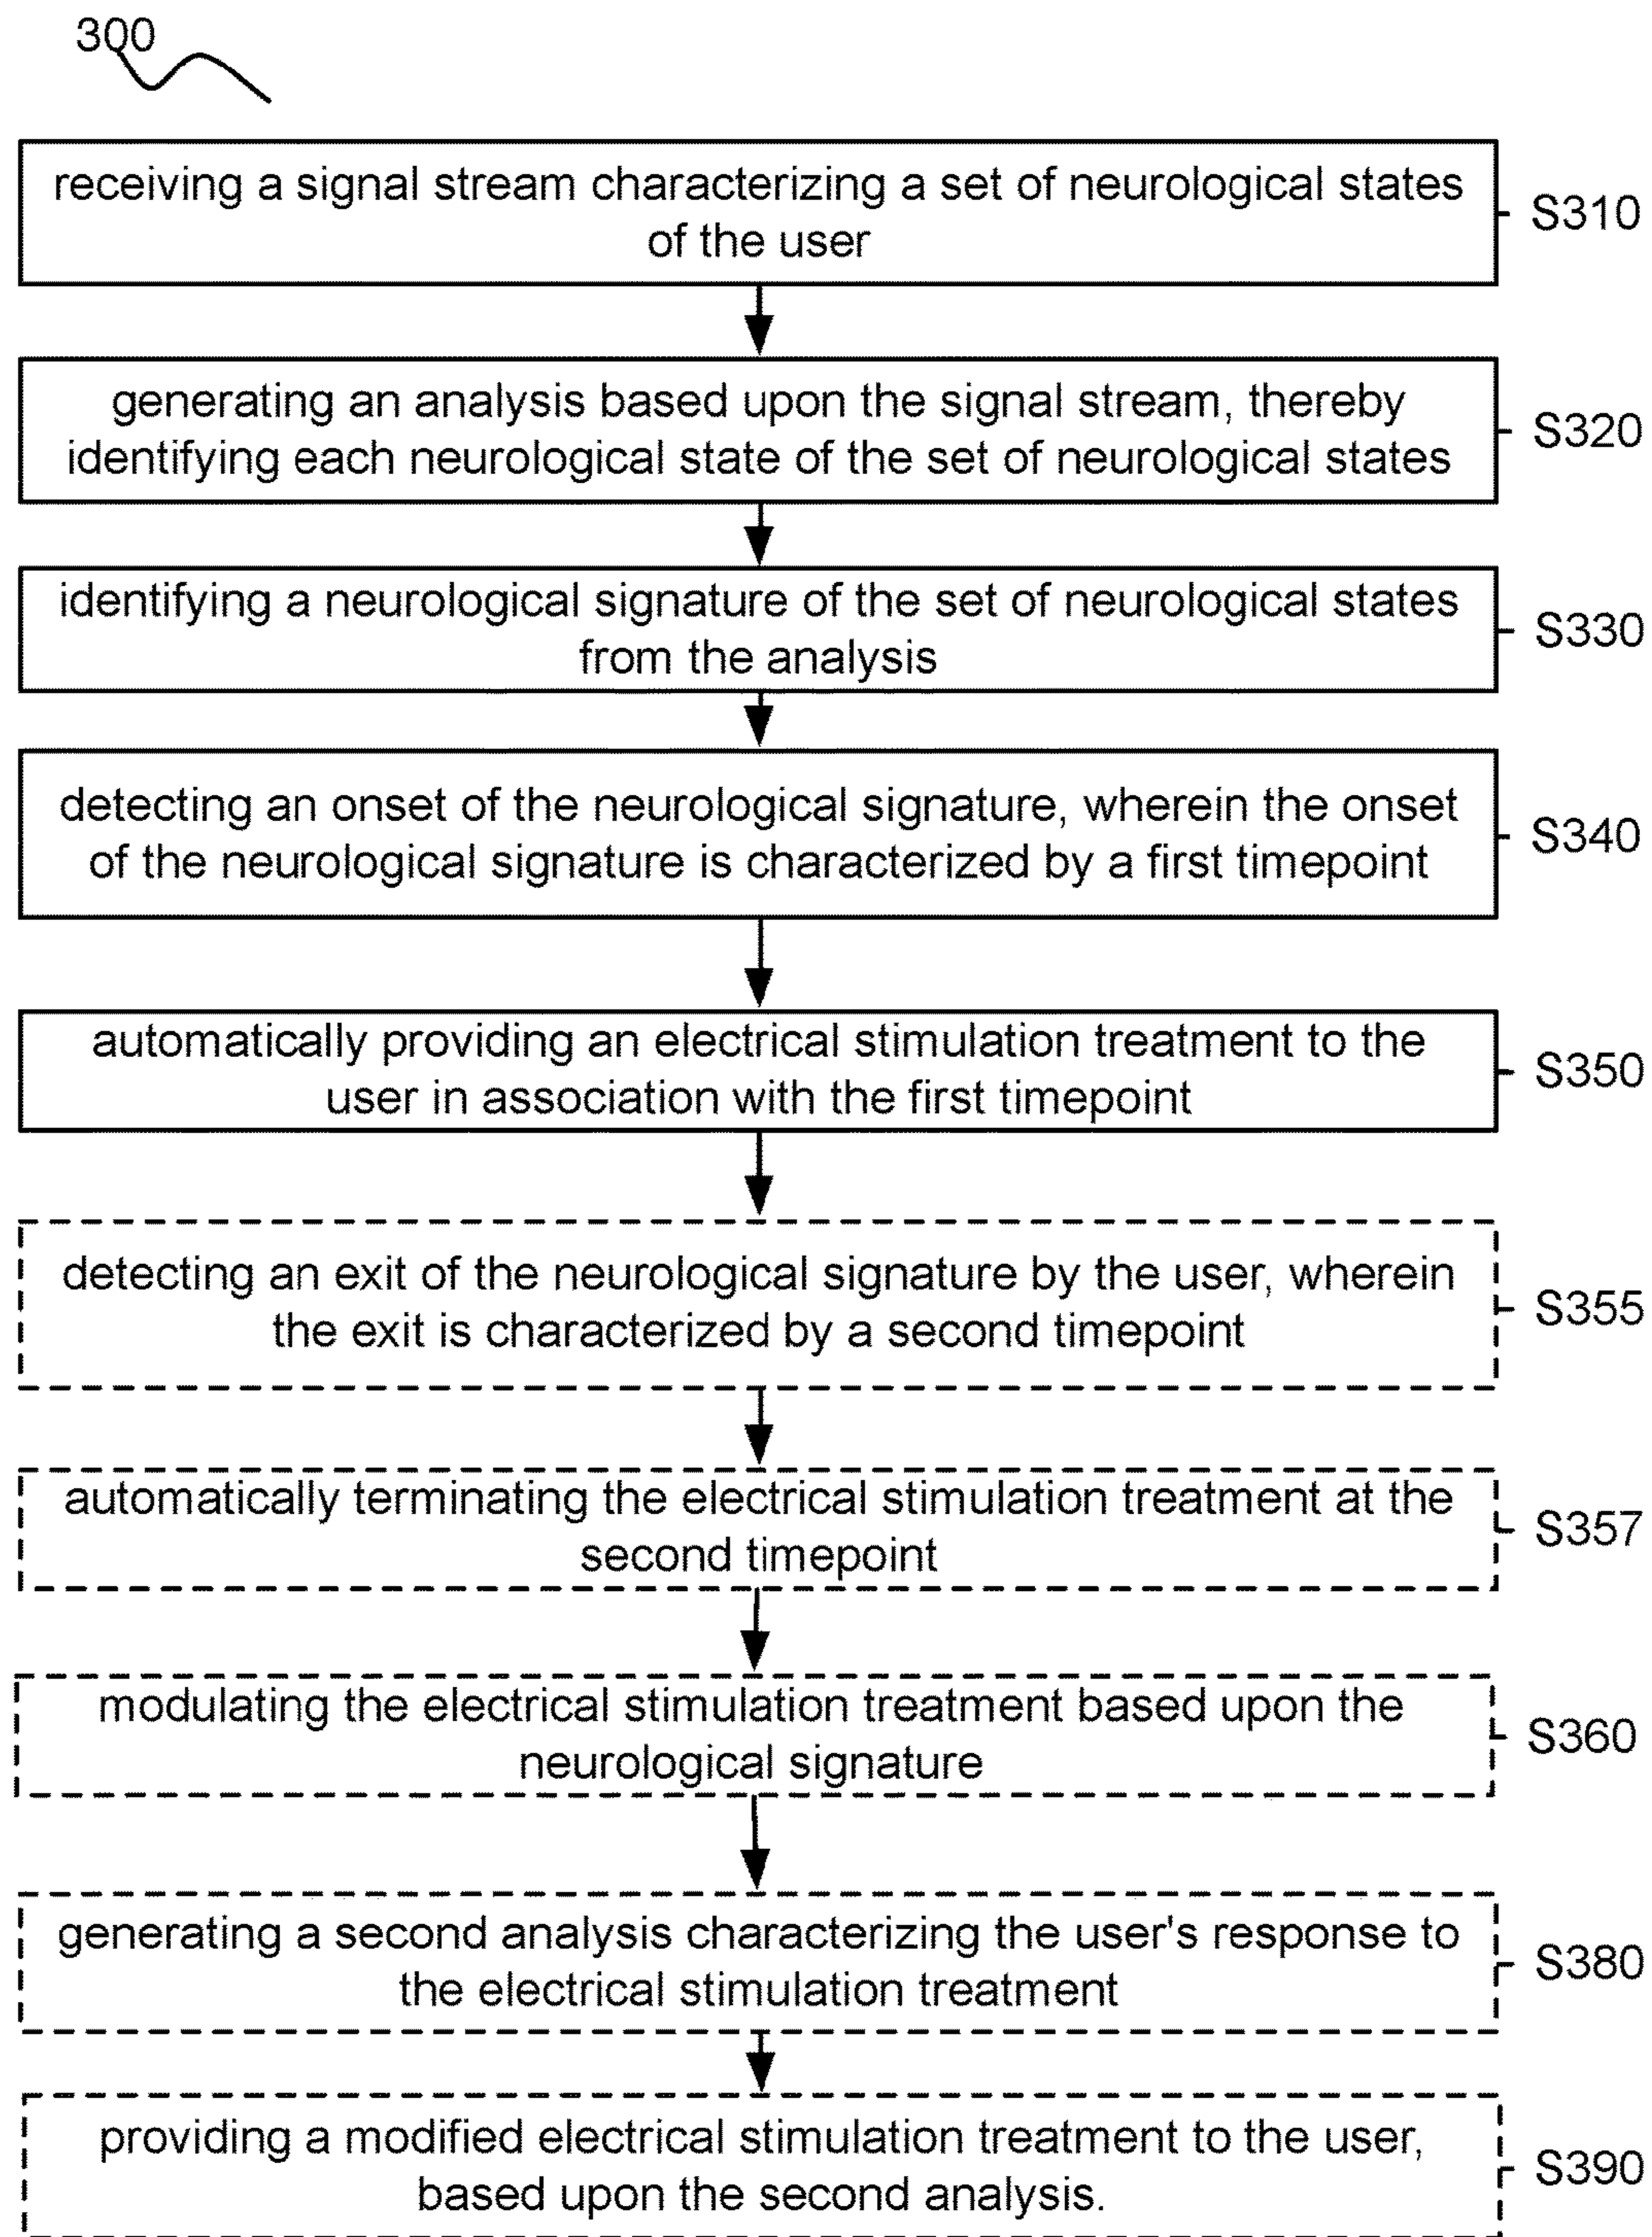 300
receiving a signal stream characterizing a set of neurological states
of the user
S310
generating an analysis based upon the signal stream, thereby
identifying each neurological state of the set of neurological states
S320
identifying a neurological signature of the set of neurological states
from the analysis
S330
detecting an onset of the neurological signature, wherein the onset
of the neurological signature is characterized by a first timepoint
S340
automatically providing an electrical stimulation treatment to the
user in association with the first timepoint
S350
detecting an exit of the neurological signature by the user, wherein
the exit is characterized by a second timepoint
S355
automatically terminating the electrical stimulation treatment at the
second timepoint
S357
modulating the electrical stimulation treatment based upon the
neurological signature
S360
generating a second analysis characterizing the user's response to
the electrical stimulation treatment
S380
providing a modified electrical stimulation treatment to the user,
based upon the second analysis.
S390